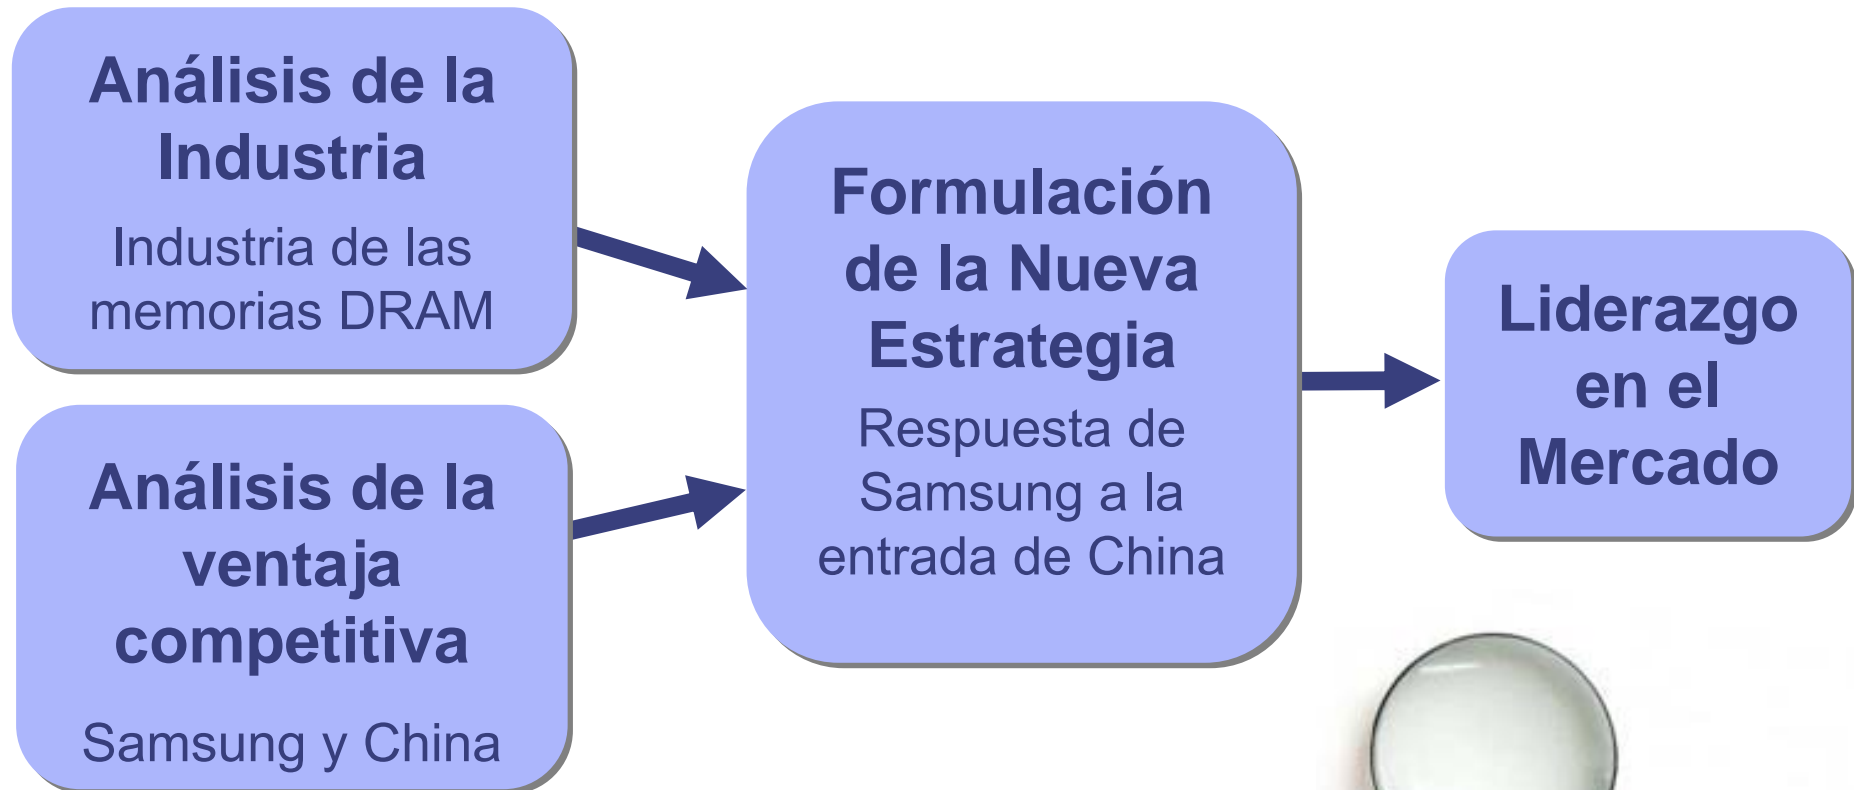 Análisis de la
Industria
Industria de las
memorias DRAM
Análisis de la
ventaja
competitiva
Samsung y China
Formulación
de la Nueva
Estrategia
Respuesta de
Samsung a la
entrada de China
Liderazgo
en el
Mercado